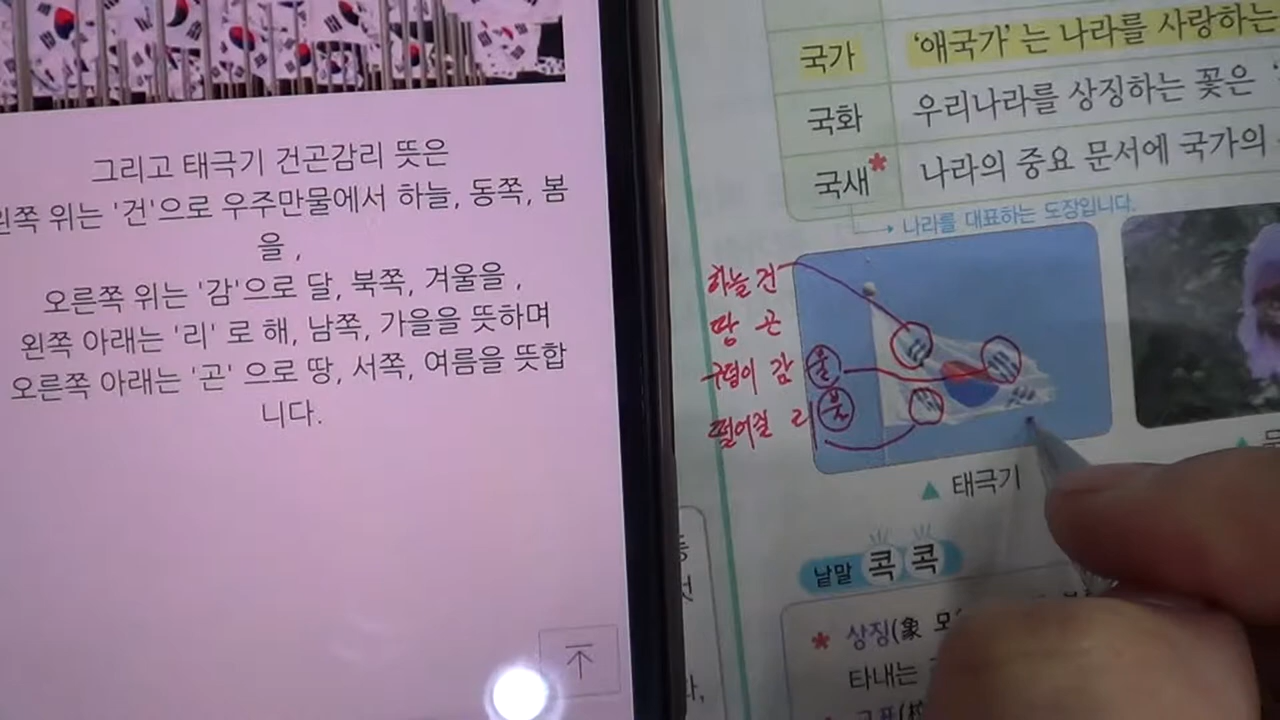 그리고 태극기 건곤감리 뜻은
왼쪽 위는 '건'으로 우주만물에서 하늘, 동쪽, 봄
을 ,
오른쪽 위는 '감'으로 달, 북쪽, 겨울을 ,
왼쪽 아래는 '리' 로 해, 남쪽, 가을을 뜻하며
오른쪽 아래는 '곤' 으로 땅, 서쪽, 여름을 뜻합
니다.
국가 '애국가' 는 나라를 사랑하는
국화 우리나라를 상징하는 꽃은 '
국새* 나라의 중요 문서에 국가의
→ 나라를 대표하는 도장입니다.
하늘 건
땅 곤
구덩이 감 물
떨어질 리 불
▲ 태극기
낱말 콕콕
* 상징(象 모
타내는